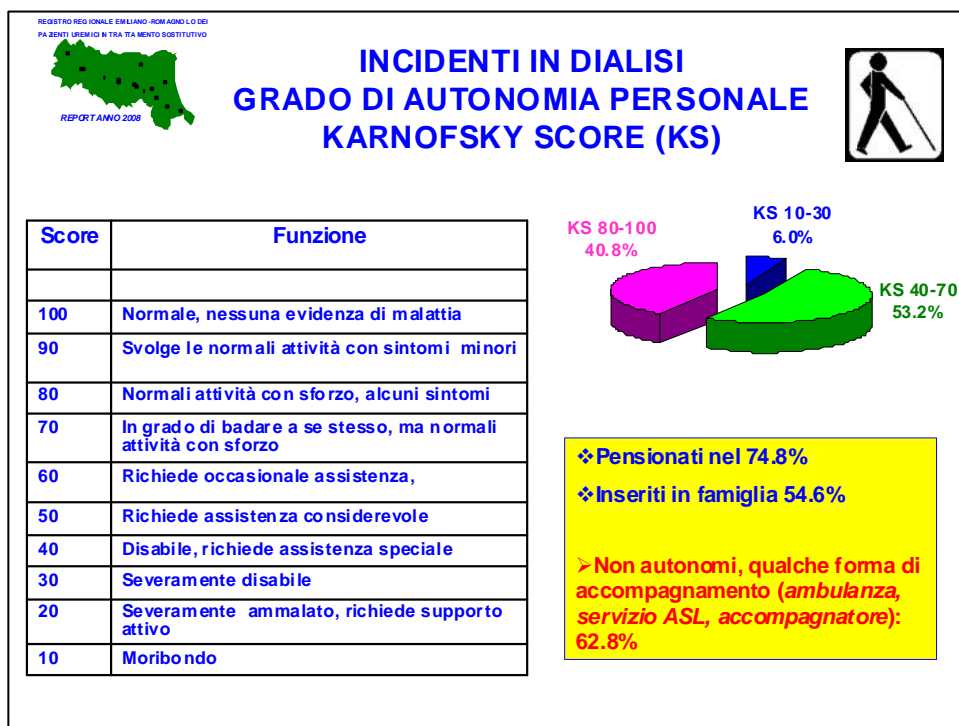 REGISTRO REGIONALE EMILIANO-ROMAGNOLO DEI
PAZIENTI UREMICI IN TRATTAMENTO SOSTITUTIVO
REPORT ANNO 2008
INCIDENTI IN DIALISI
GRADO DI AUTONOMIA PERSONALE
KARNOFSKY SCORE (KS)
Score Funzione
100 Normale, nessuna evidenza di malattia
90 Svolge le normali attività con sintomi minori
80 Normali attività con sforzo, alcuni sintomi
70 In grado di badare a se stesso, ma normali
attività con sforzo
60 Richiede occasionale assistenza,
50 Richiede assistenza considerevole
40 Disabile, richiede assistenza speciale
30 Severamente disabile
20 Severamente ammalato, richiede supporto
attivo
10 Moribondo
KS 10-30
6.0%
KS 80-100
40.8%
KS 40-70
53.2%
❖Pensionati nel 74.8%
❖Inseriti in famiglia 54.6%
➢Non autonomi, qualche forma di
accompagnamento (ambulanza,
servizio ASL, accompagnatore):
62.8%